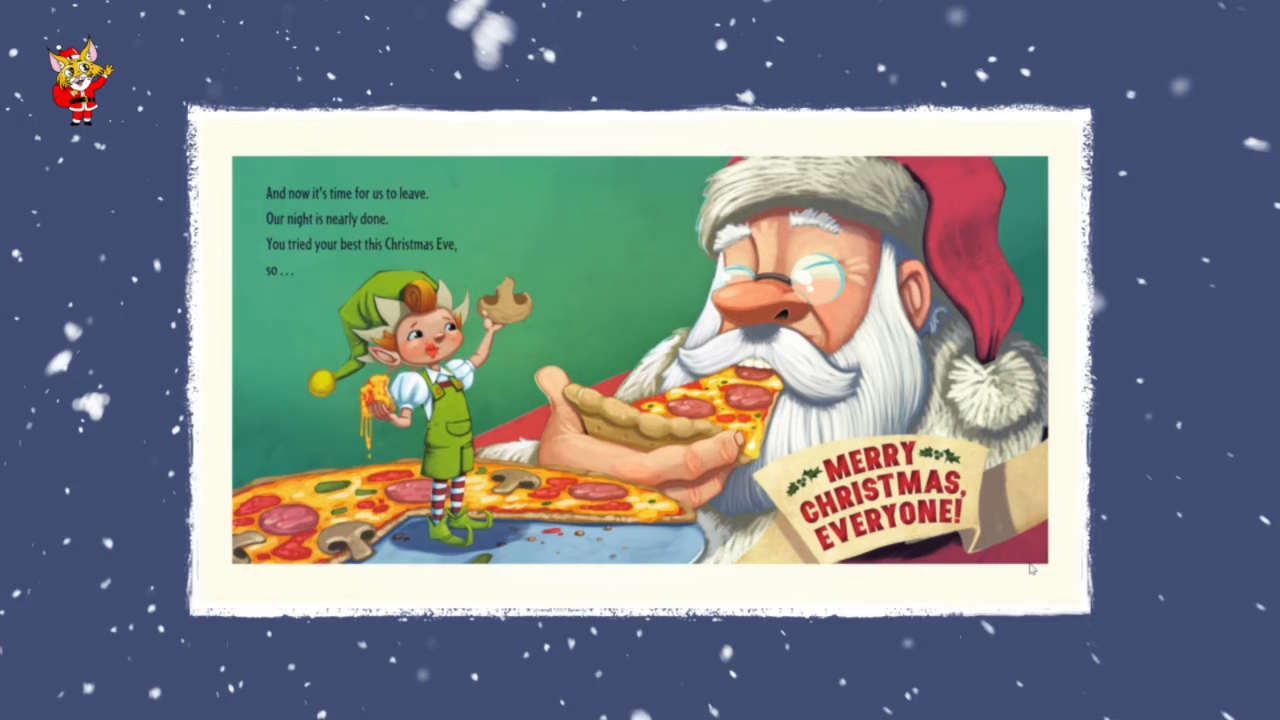 And now it's time for us to leave.
Our night is nearly done.
You tried your best this Christmas Eve,
so . . .
MERRY
CHRISTMAS,
EVERYONE!